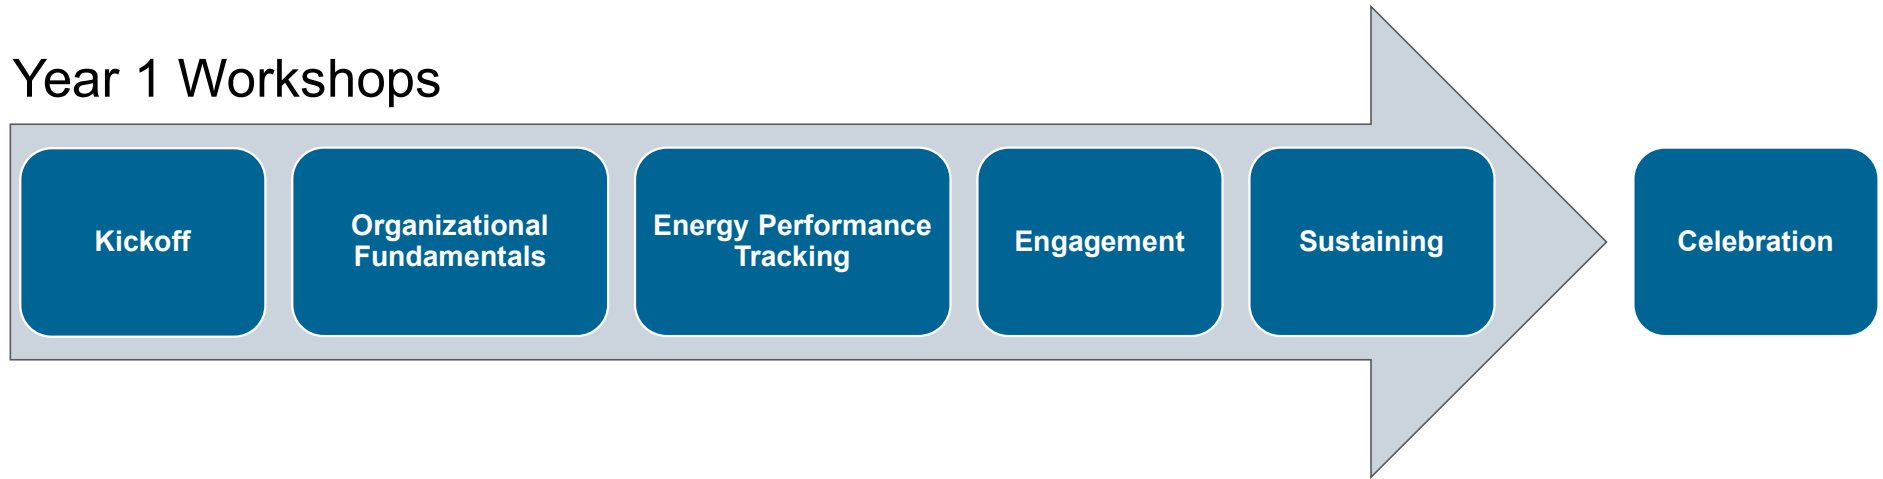 Year 1 Workshops
Kickoff
Organizational
Fundamentals
Energy Performance
Tracking
Engagement
Sustaining
Celebration